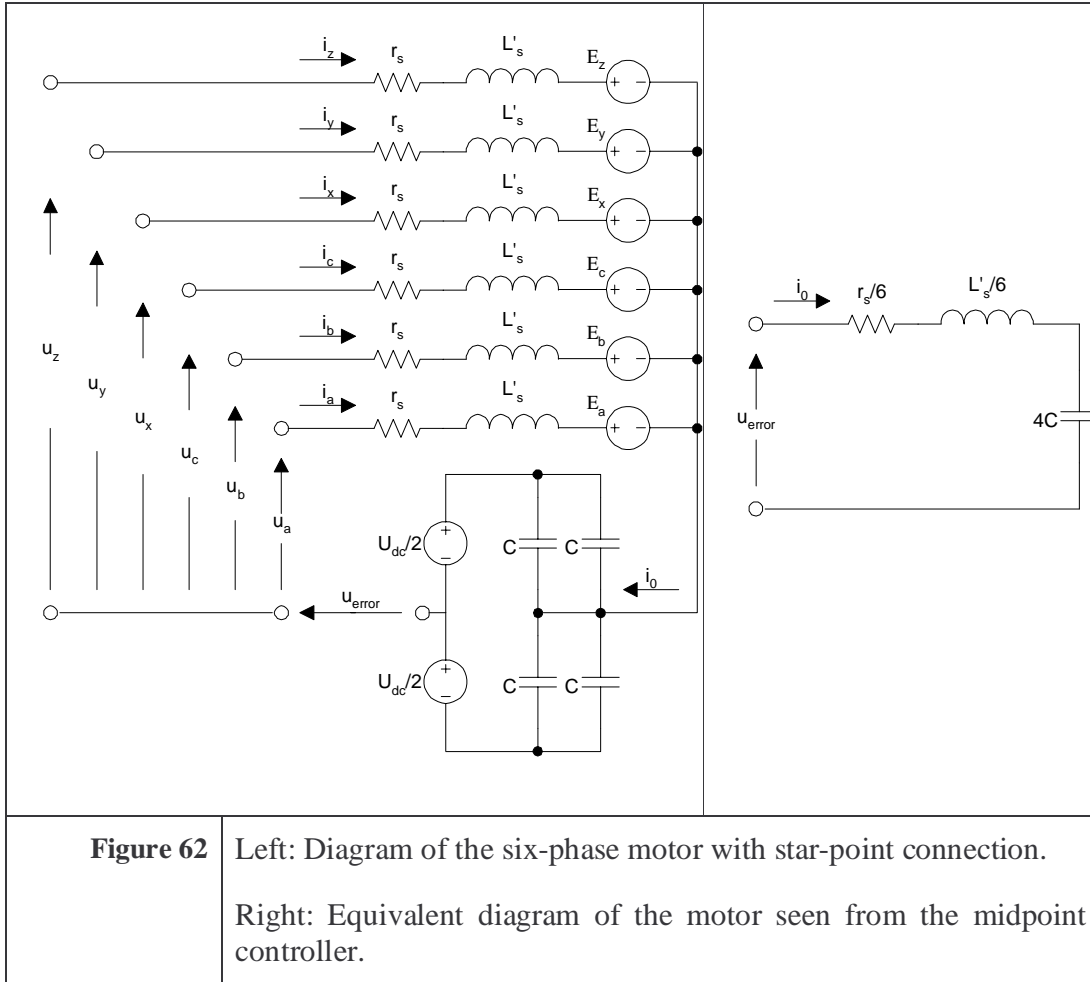 i_z r_s L'_s E_z + −
i_y r_s L'_s E_y + −
i_x r_s L'_s E_x + −
i_c r_s L'_s E_c + −
i_b r_s L'_s E_b + −
i_a r_s L'_s E_a + −
u_z
u_y
u_x
u_c
u_b
u_a
u_error
U_dc/2 + −
C C
i_0
U_dc/2 + −
C C
i_0 r_s/6 L'_s/6
u_error
4C
Figure 62
Left: Diagram of the six-phase motor with star-point connection.
Right: Equivalent diagram of the motor seen from the midpoint
controller.